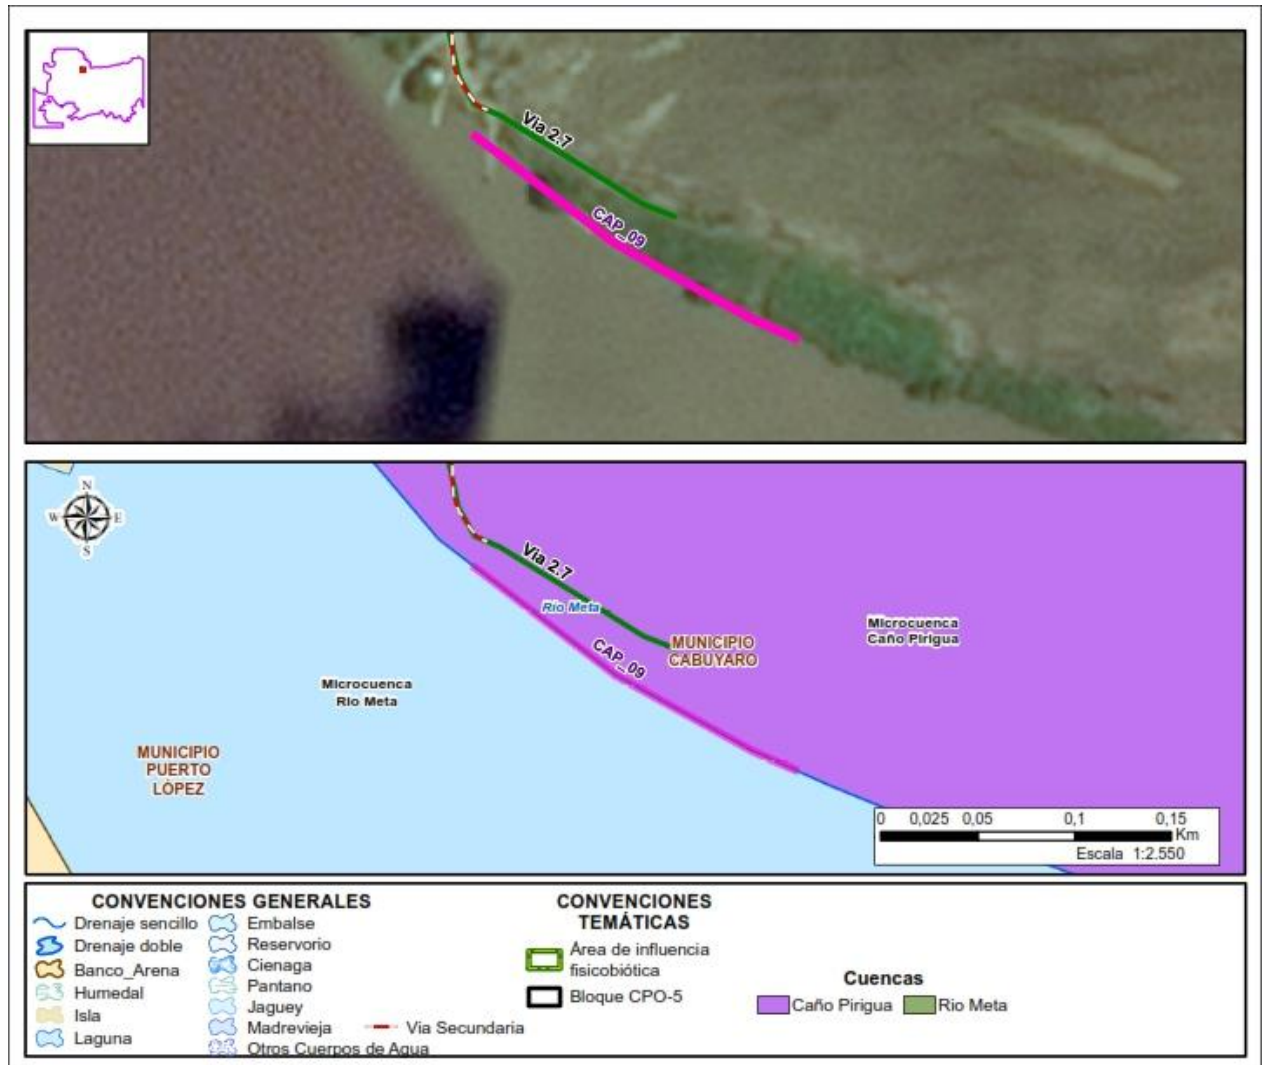 Via 2.7
CAP_09
N
W E
S
Via 2.7
Río Meta
CAP_09
MUNICIPIO
CABUYARO
Microcuenca
Caño Pirigua
Microcuenca
Rio Meta
MUNICIPIO
PUERTO
LÓPEZ
0 0,025 0,05 0,1 0,15
Km
Escala 1:2.550
CONVENCIONES GENERALES
Drenaje sencillo
Drenaje doble
Banco_Arena
Humedal
Isla
Laguna
Embalse
Reservorio
Cienaga
Pantano
Jaguey
Madrevieja
Otros Cuerpos de Agua
Via Secundaria
CONVENCIONES
TEMÁTICAS
Área de influencia
fisicobiótica
Bloque CPO-5
Cuencas
Caño Pirigua
Rio Meta